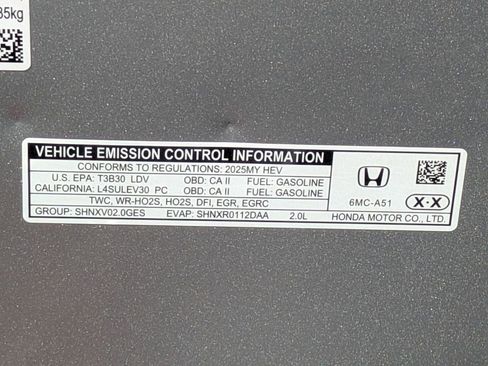 35kg
VEHICLE EMISSION CONTROL INFORMATION
CONFORMS TO REGULATIONS: 2025MY HEV
U.S. EPA: T3B30 LDV OBD: CA II FUEL: GASOLINE
CALIFORNIA: L4SULEV30 PC OBD: CA II FUEL: GASOLINE
TWC, WR-HO2S, HO2S, DFI, EGR, EGRC
GROUP: SHNXV02.0GES EVAP: SHNXR0112DAA 2.0L
6MC-A51 X·X
HONDA MOTOR CO., LTD.